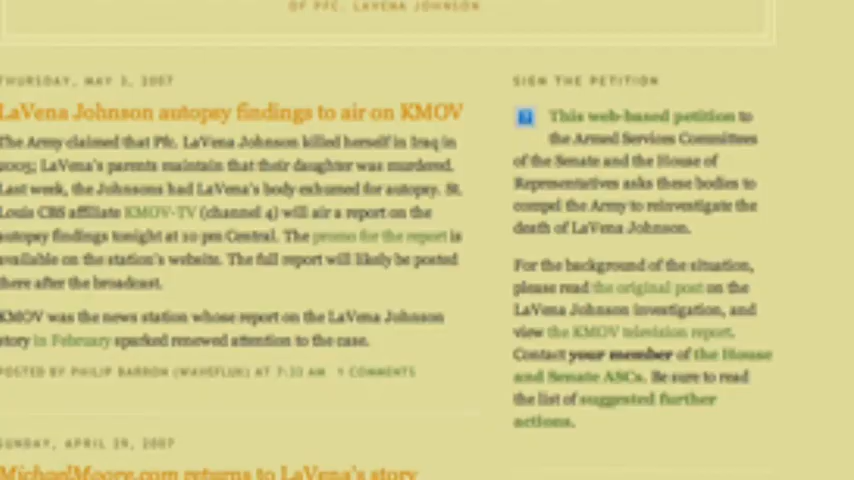 OF PFC. LAVENA JOHNSON
THURSDAY, MAY 3, 2007
LaVena Johnson autopsy findings to air on KMOV
The Army claimed that Pfc. LaVena Johnson killed herself in Iraq in
2005; LaVena's parents maintain that their daughter was murdered.
Last week, the Johnsons had LaVena's body exhumed for autopsy. St.
Louis CBS affiliate KMOV-TV (channel 4) will air a report on the
autopsy findings tonight at 10 pm Central. The promo for the report is
available on the station's website. The full report will likely be posted
there after the broadcast.
KMOV was the news station whose report on the LaVena Johnson
story in February sparked renewed attention to the case.
POSTED BY PHILIP BARRON (WAVEFLUX) AT 7:33 AM 9 COMMENTS
SUNDAY, APRIL 29, 2007
MichaelMoore.com returns to LaVena's story
SIGN THE PETITION
This web-based petition to
the Armed Services Committees
of the Senate and the House of
Representatives asks these bodies to
compel the Army to reinvestigate the
death of LaVena Johnson.
For the background of the situation,
please read the original post on the
LaVena Johnson investigation, and
view the KMOV television report.
Contact your member of the House
and Senate ASCs. Be sure to read
the list of suggested further
actions.